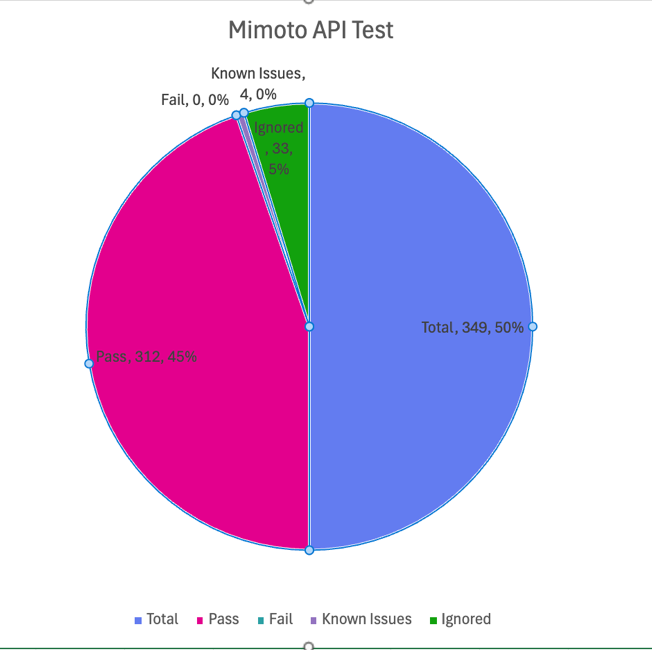 Mimoto API Test
Known Issues,
4, 0%
Fail, 0, 0%
Ignored
, 33,
5%
Total, 349, 50%
Pass, 312, 45%
Total Pass Fail Known Issues Ignored